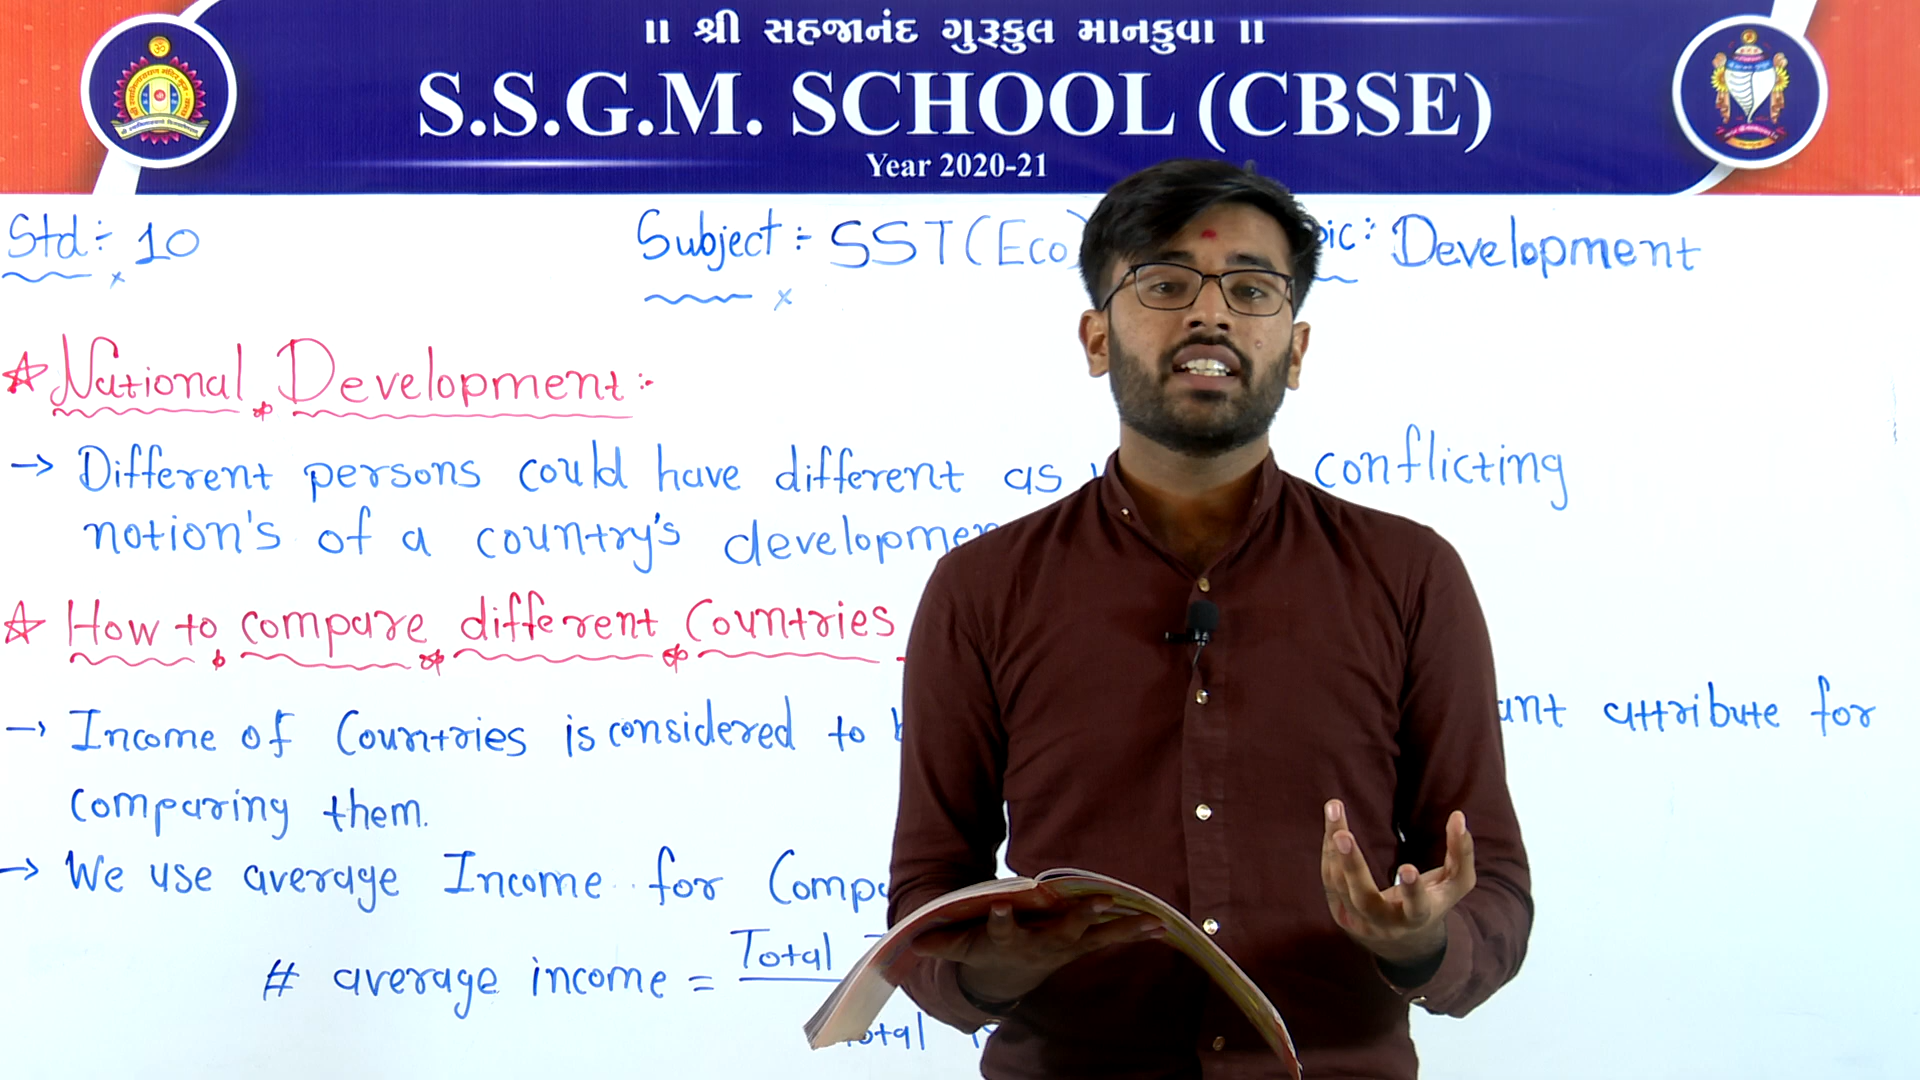 ॥ શ્રી સહજાનંદ ગુરૂકુલ માનકુવા ॥
S.S.G.M. SCHOOL (CBSE)
Year 2020-21
Std:- 10 Subject:- SST(Eco) Development
National Development:-
→ Different persons could have different as conflicting
notion's of a country's
How to compare different Countries
→ Income of Countries is considered to attribute for
comparing them.
→ We use average Income for
# average income = Total